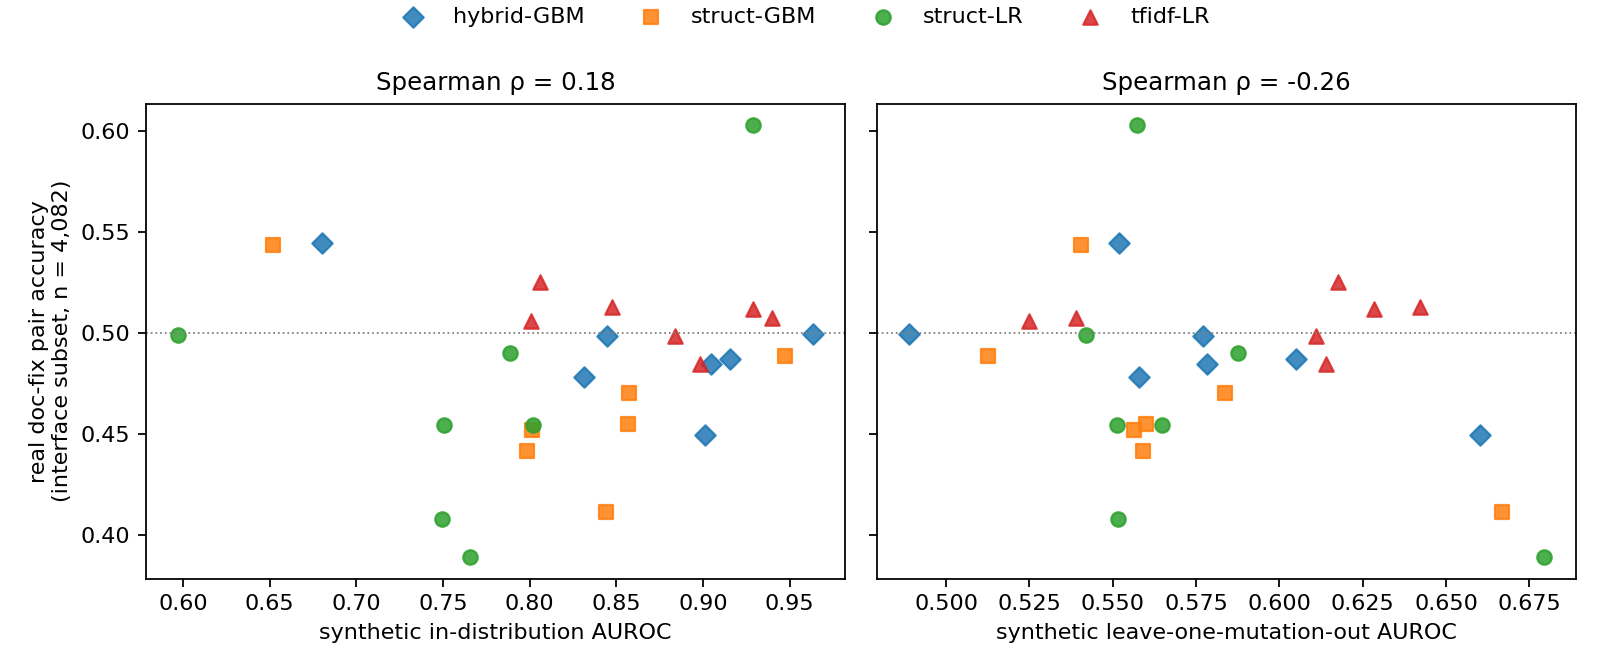 hybrid-GBM struct-GBM struct-LR tfidf-LR
Spearman ρ = 0.18
Spearman ρ = -0.26
real doc-fix pair accuracy
(interface subset, n = 4,082)
0.60
0.55
0.50
0.45
0.40
0.60 0.65 0.70 0.75 0.80 0.85 0.90 0.95
synthetic in-distribution AUROC
0.500 0.525 0.550 0.575 0.600 0.625 0.650 0.675
synthetic leave-one-mutation-out AUROC